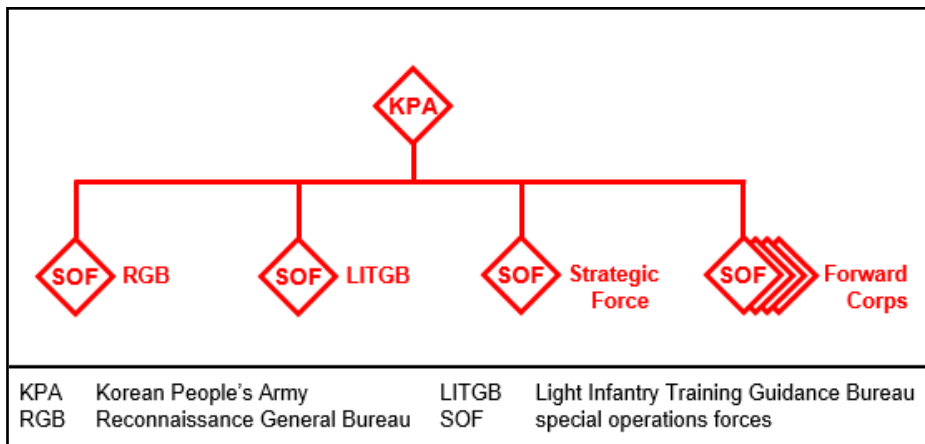 KPA
SOF RGB
SOF LITGB
SOF Strategic
Force
SOF Forward
Corps
KPA Korean People's Army
LITGB Light Infantry Training Guidance Bureau
RGB Reconnaissance General Bureau
SOF special operations forces